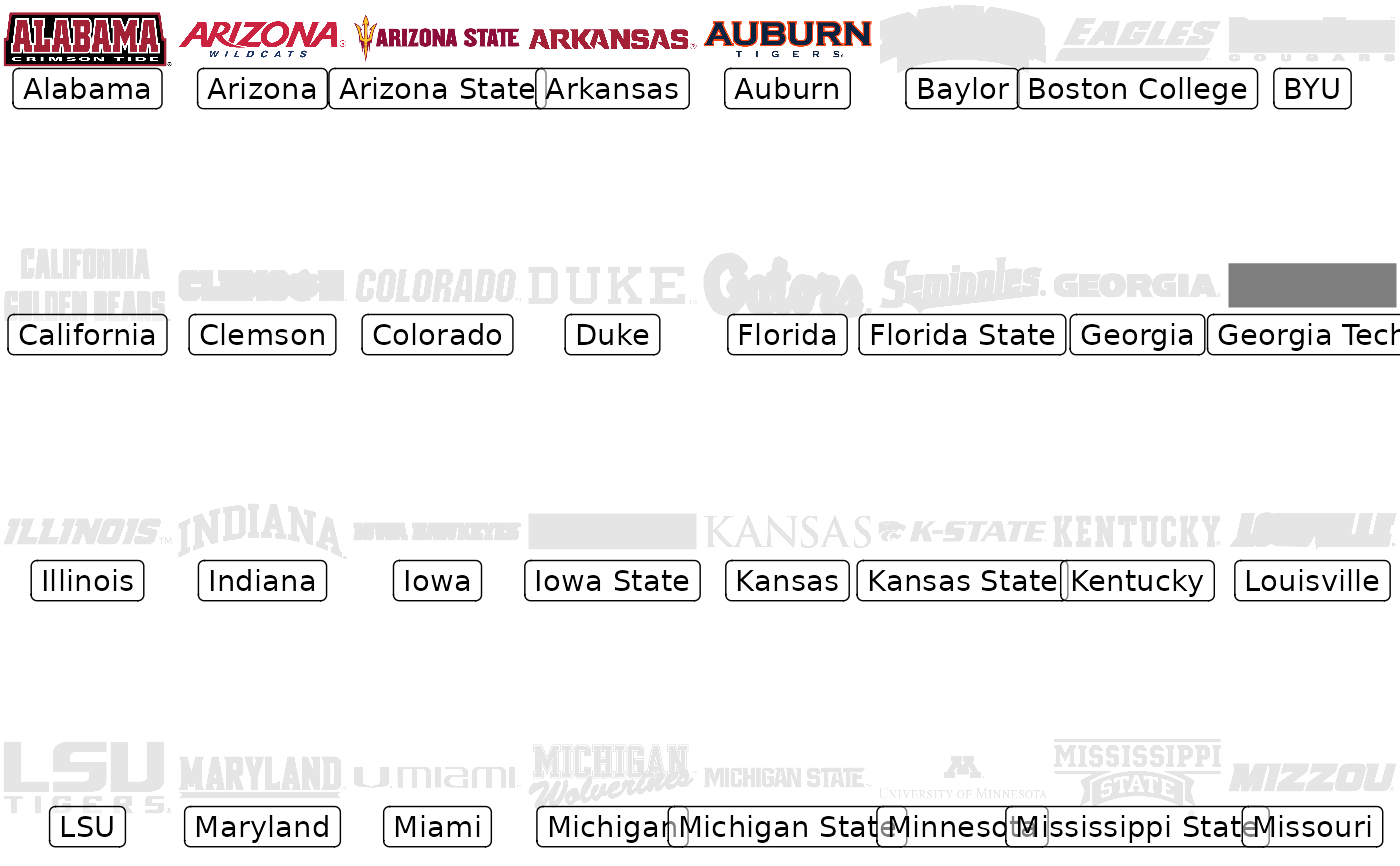 ALABAMA ARIZONA ARIZONA STATE ARKANSAS® AUBURN EAGLES
CRIMSON TIDE WILDCATS TIGERS COUGARS
Alabama Arizona Arizona State Arkansas Auburn Baylor Boston College BYU
CALIFORNIA CLEMSON COLORADO DUKE Gators Seminoles GEORGIA
GOLDEN BEARS
California Clemson Colorado Duke Florida Florida State Georgia Georgia Tech
ILLINOIS™ INDIANA IOWA HAWKEYES KANSAS K-STATE KENTUCKY LOUISVILLE
Illinois Indiana Iowa Iowa State Kansas Kansas State Kentucky Louisville
LSU MARYLAND U miami MICHIGAN MICHIGAN STATE M MISSISSIPPI MIZZOU
TIGERS Wolverines UNIVERSITY OF MINNESOTA STATE
LSU Maryland Miami Michigan Michigan State Minnesota Mississippi State Missouri